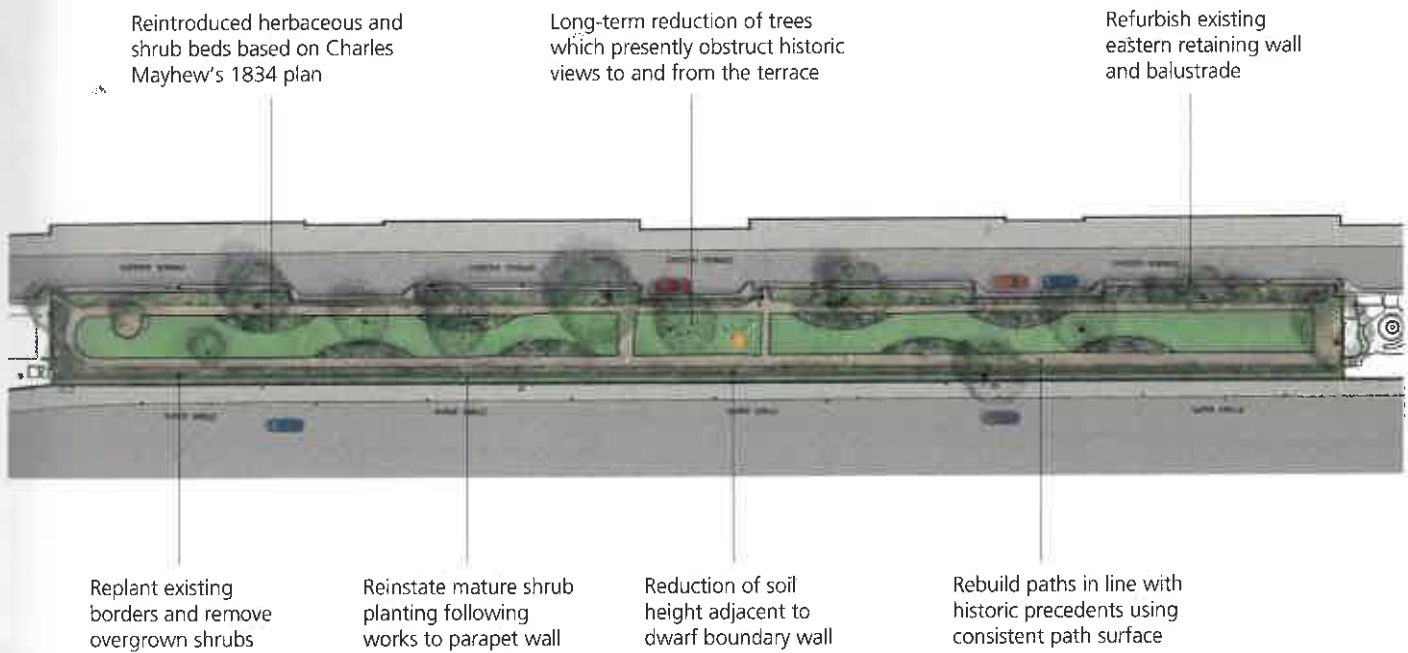 Reintroduced herbaceous and
shrub beds based on Charles
Mayhew's 1834 plan
Long-term reduction of trees
which presently obstruct historic
views to and from the terrace
Refurbish existing
eastern retaining wall
and balustrade
Replant existing
borders and remove
overgrown shrubs
Reinstate mature shrub
planting following
works to parapet wall
Reduction of soil
height adjacent to
dwarf boundary wall
Rebuild paths in line with
historic precedents using
consistent path surface